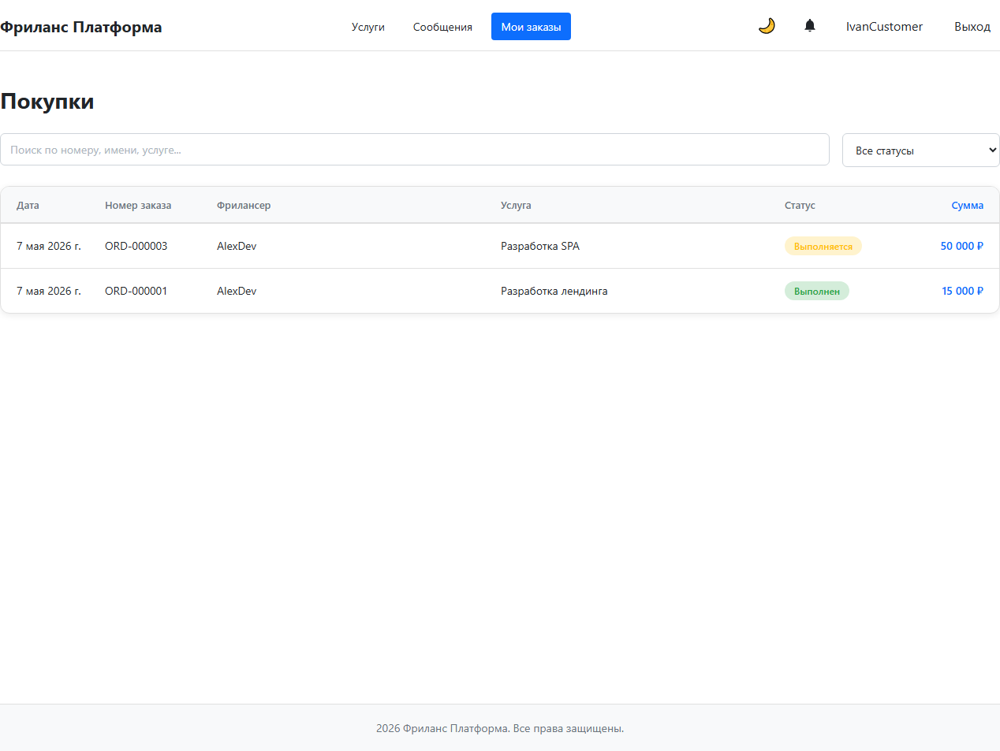 Фриланс Платформа Услуги Сообщения Мои заказы IvanCustomer Выход
Покупки
Поиск по номеру, имени, услуге... Все статусы
Дата Номер заказа Фрилансер Услуга Статус Сумма
7 мая 2026 г. ORD-000003 AlexDev Разработка SPA Выполняется 50 000 ₽
7 мая 2026 г. ORD-000001 AlexDev Разработка лендинга Выполнен 15 000 ₽
2026 Фриланс Платформа. Все права защищены.